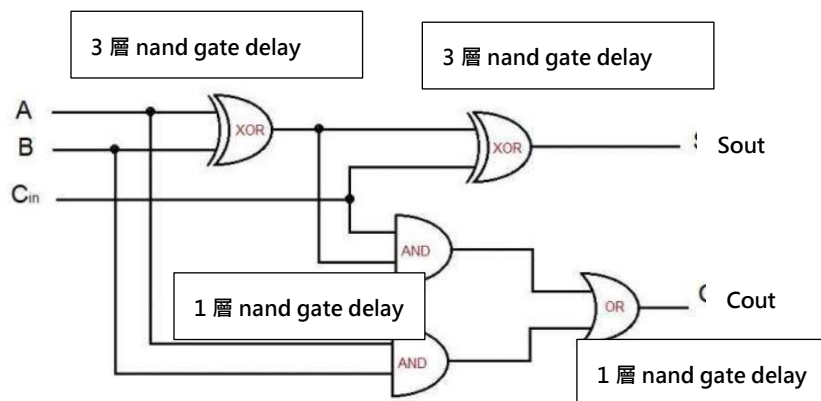 3 層 nand gate delay
3 層 nand gate delay
A
XOR
XOR
B
Sout
Cin
AND
1 層 nand gate delay
OR
Cout
AND
1 層 nand gate delay